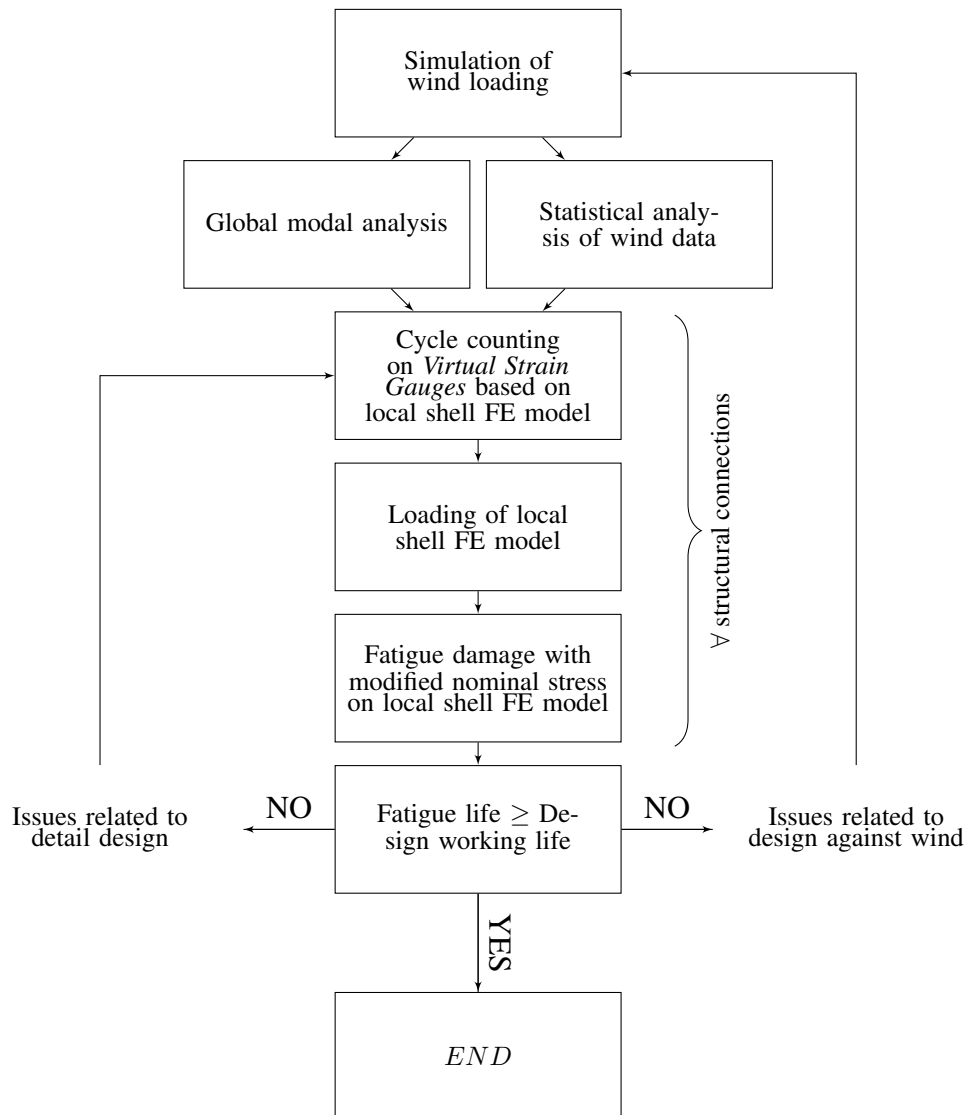 Simulation of
wind loading
Global modal analysis
Statistical analy-
sis of wind data
Cycle counting
on Virtual Strain
Gauges based on
local shell FE model
Loading of local
shell FE model
∀ structural connections
Fatigue damage with
modified nominal stress
on local shell FE model
Issues related to
detail design
NO
Fatigue life ≥ De-
sign working life
NO
Issues related to
design against wind
YES
END